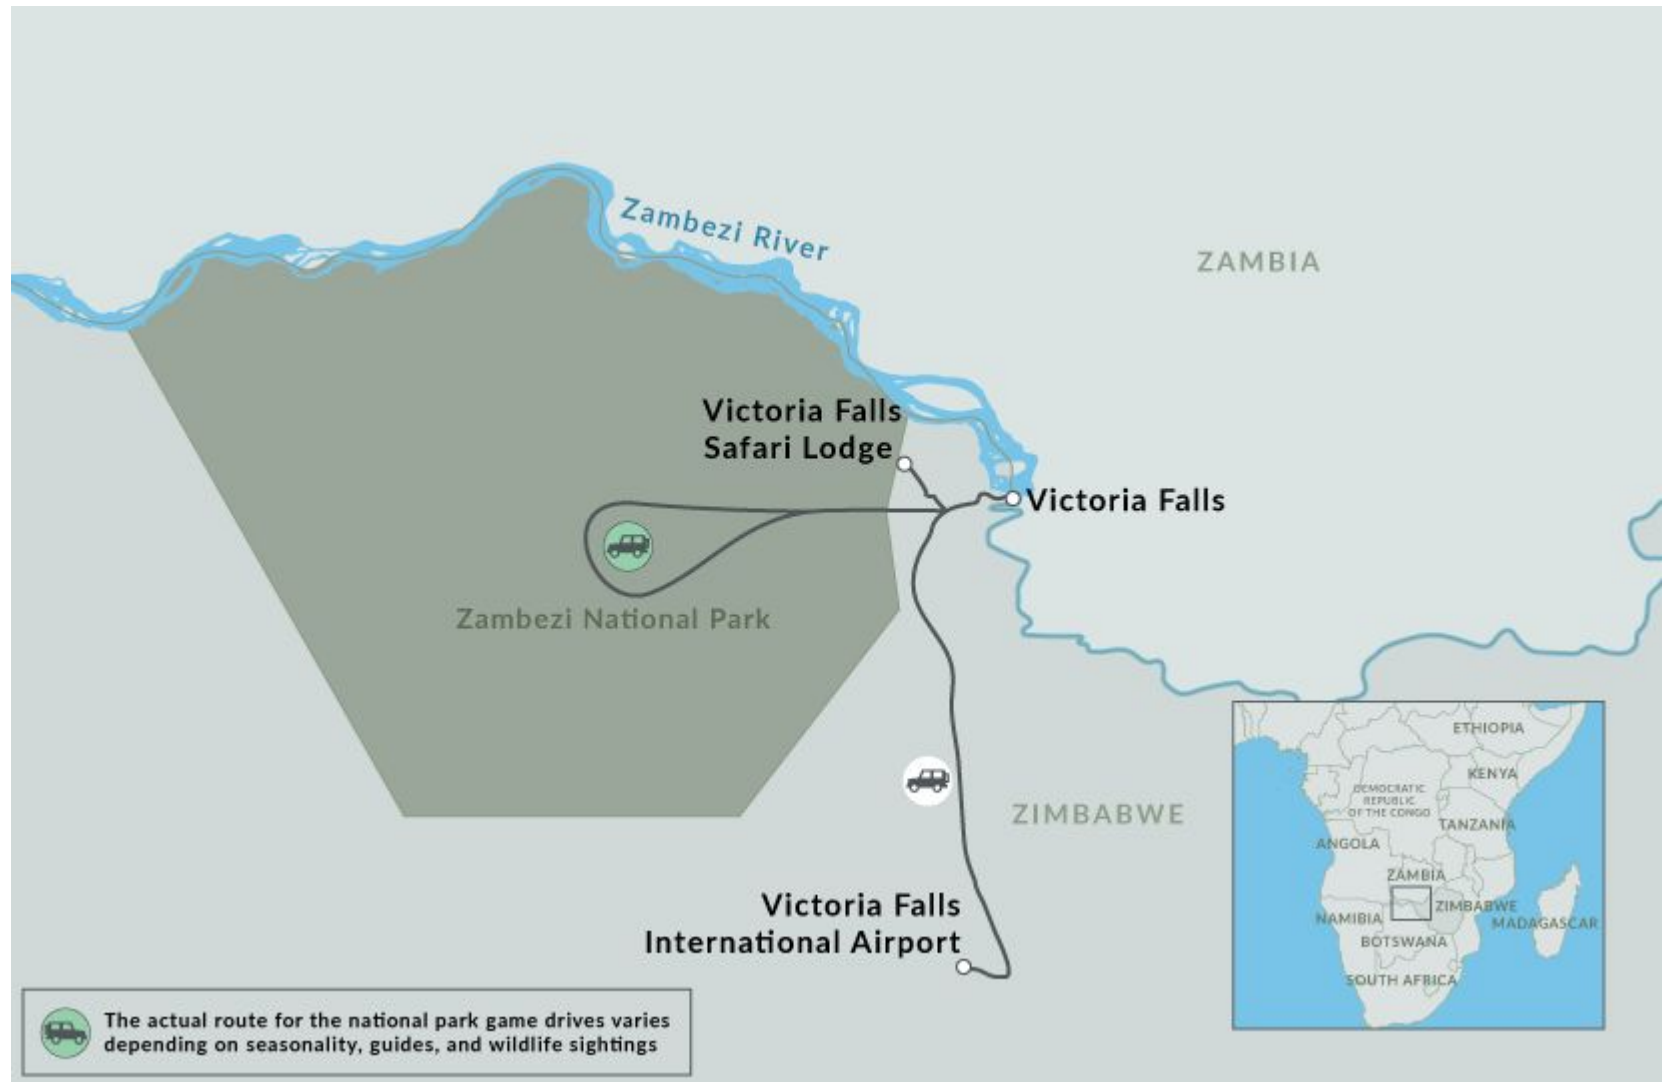 Zambezi River
ZAMBIA
Victoria Falls
Safari Lodge
Victoria Falls
Zambezi National Park
ZIMBABWE
Victoria Falls
International Airport
The actual route for the national park game drives varies
depending on seasonality, guides, and wildlife sightings
ETHIOPIA
KENYA
DEMOCRATIC
REPUBLIC
OF THE CONGO
TANZANIA
ANGOLA
ZAMBIA
ZIMBABWE
NAMIBIA
MADAGASCAR
BOTSWANA
SOUTH AFRICA